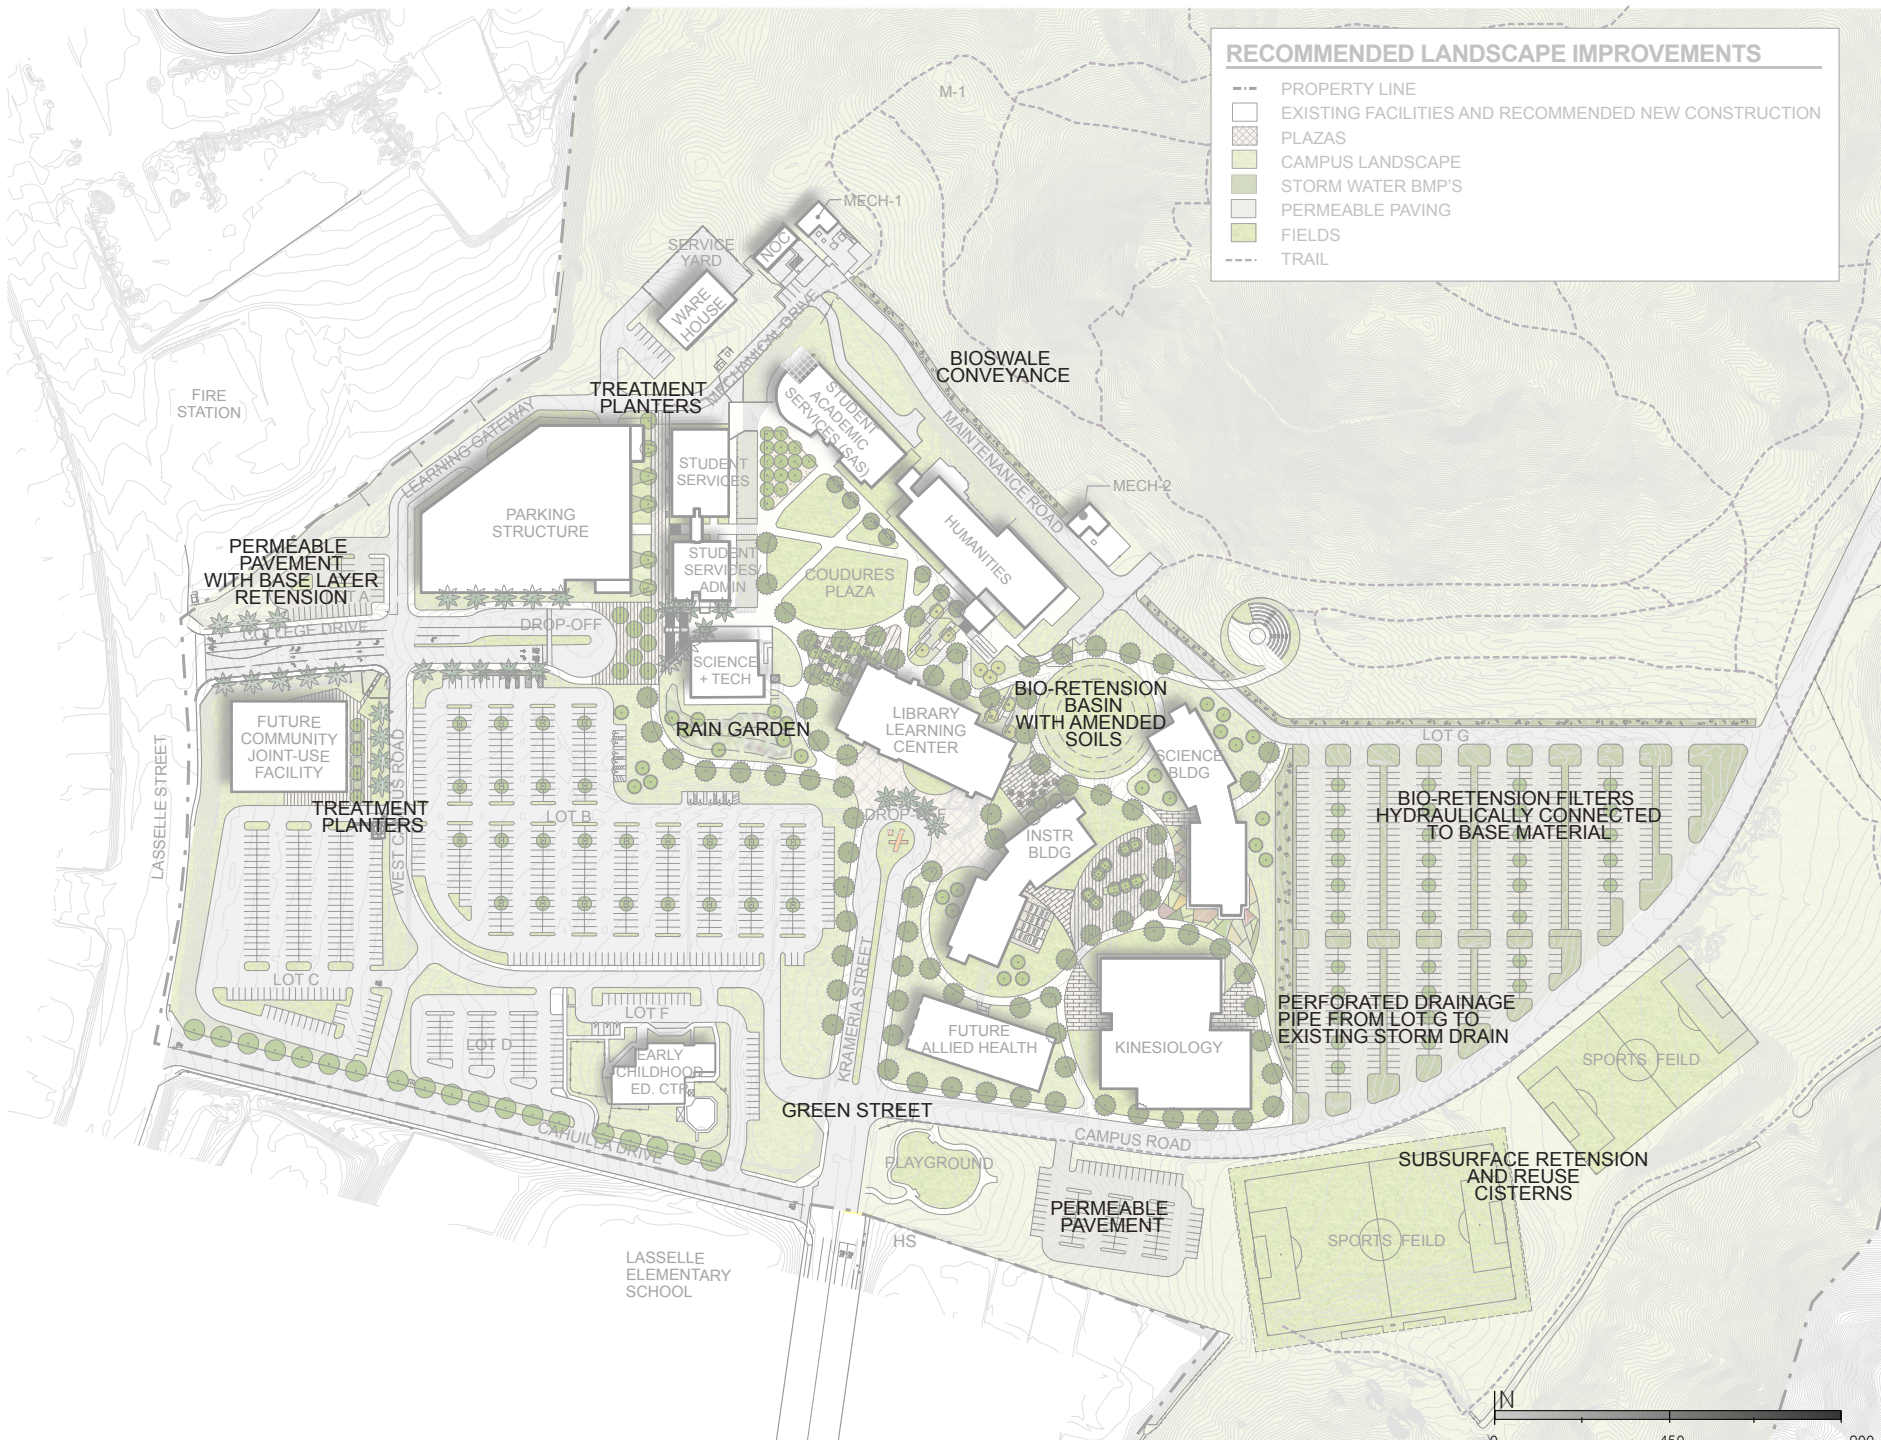 RECOMMENDED LANDSCAPE IMPROVEMENTS
PROPERTY LINE
EXISTING FACILITIES AND RECOMMENDED NEW CONSTRUCTION
PLAZAS
CAMPUS LANDSCAPE
STORM WATER BMP'S
PERMEABLE PAVING
FIELDS
TRAIL
M-1
MECH-1
NOC
SERVICE
YARD
WARE
HOUSE
MECHANICAL DRIVE
BIOSWALE
CONVEYANCE
FIRE
STATION
TREATMENT
PLANTERS
LEARNING GATEWAY
STUDENT
ACADEMIC
SERVICES (SAS)
MAINTENANCE ROAD
MECH-2
STUDENT
SERVICES
PARKING
STRUCTURE
HUMANITIES
STUDENT
SERVICES/
ADMIN
COUDURES
PLAZA
PERMEABLE
PAVEMENT
WITH BASE LAYER
RETENTION
LOT A
COLLEGE DRIVE
DROP-OFF
SCIENCE
+ TECH
BIO-RETENTION
BASIN
WITH AMENDED
SOILS
FUTURE
COMMUNITY
JOINT-USE
FACILITY
RAIN GARDEN
LIBRARY
LEARNING
CENTER
SCIENCE
BLDG
LOT G
LASSELLE STREET
WEST CAMPUS ROAD
TREATMENT
PLANTERS
LOT B
DROP-OFF
INSTR
BLDG
BIO-RETENTION FILTERS
HYDRAULICALLY CONNECTED
TO BASE MATERIAL
LOT C
LOT F
LOT D
KRAMERIA STREET
EARLY
CHILDHOOD
ED. CTR
FUTURE
ALLIED HEALTH
KINESIOLOGY
PERFORATED DRAINAGE
PIPE FROM LOT G TO
EXISTING STORM DRAIN
SPORTS FEILD
GREEN STREET
CAHUILLA DRIVE
CAMPUS ROAD
PLAYGROUND
SUBSURFACE RETENTION
AND REUSE
CISTERNS
PERMEABLE
PAVEMENT
SPORTS FEILD
HS
LASSELLE
ELEMENTARY
SCHOOL
N
0 450 900